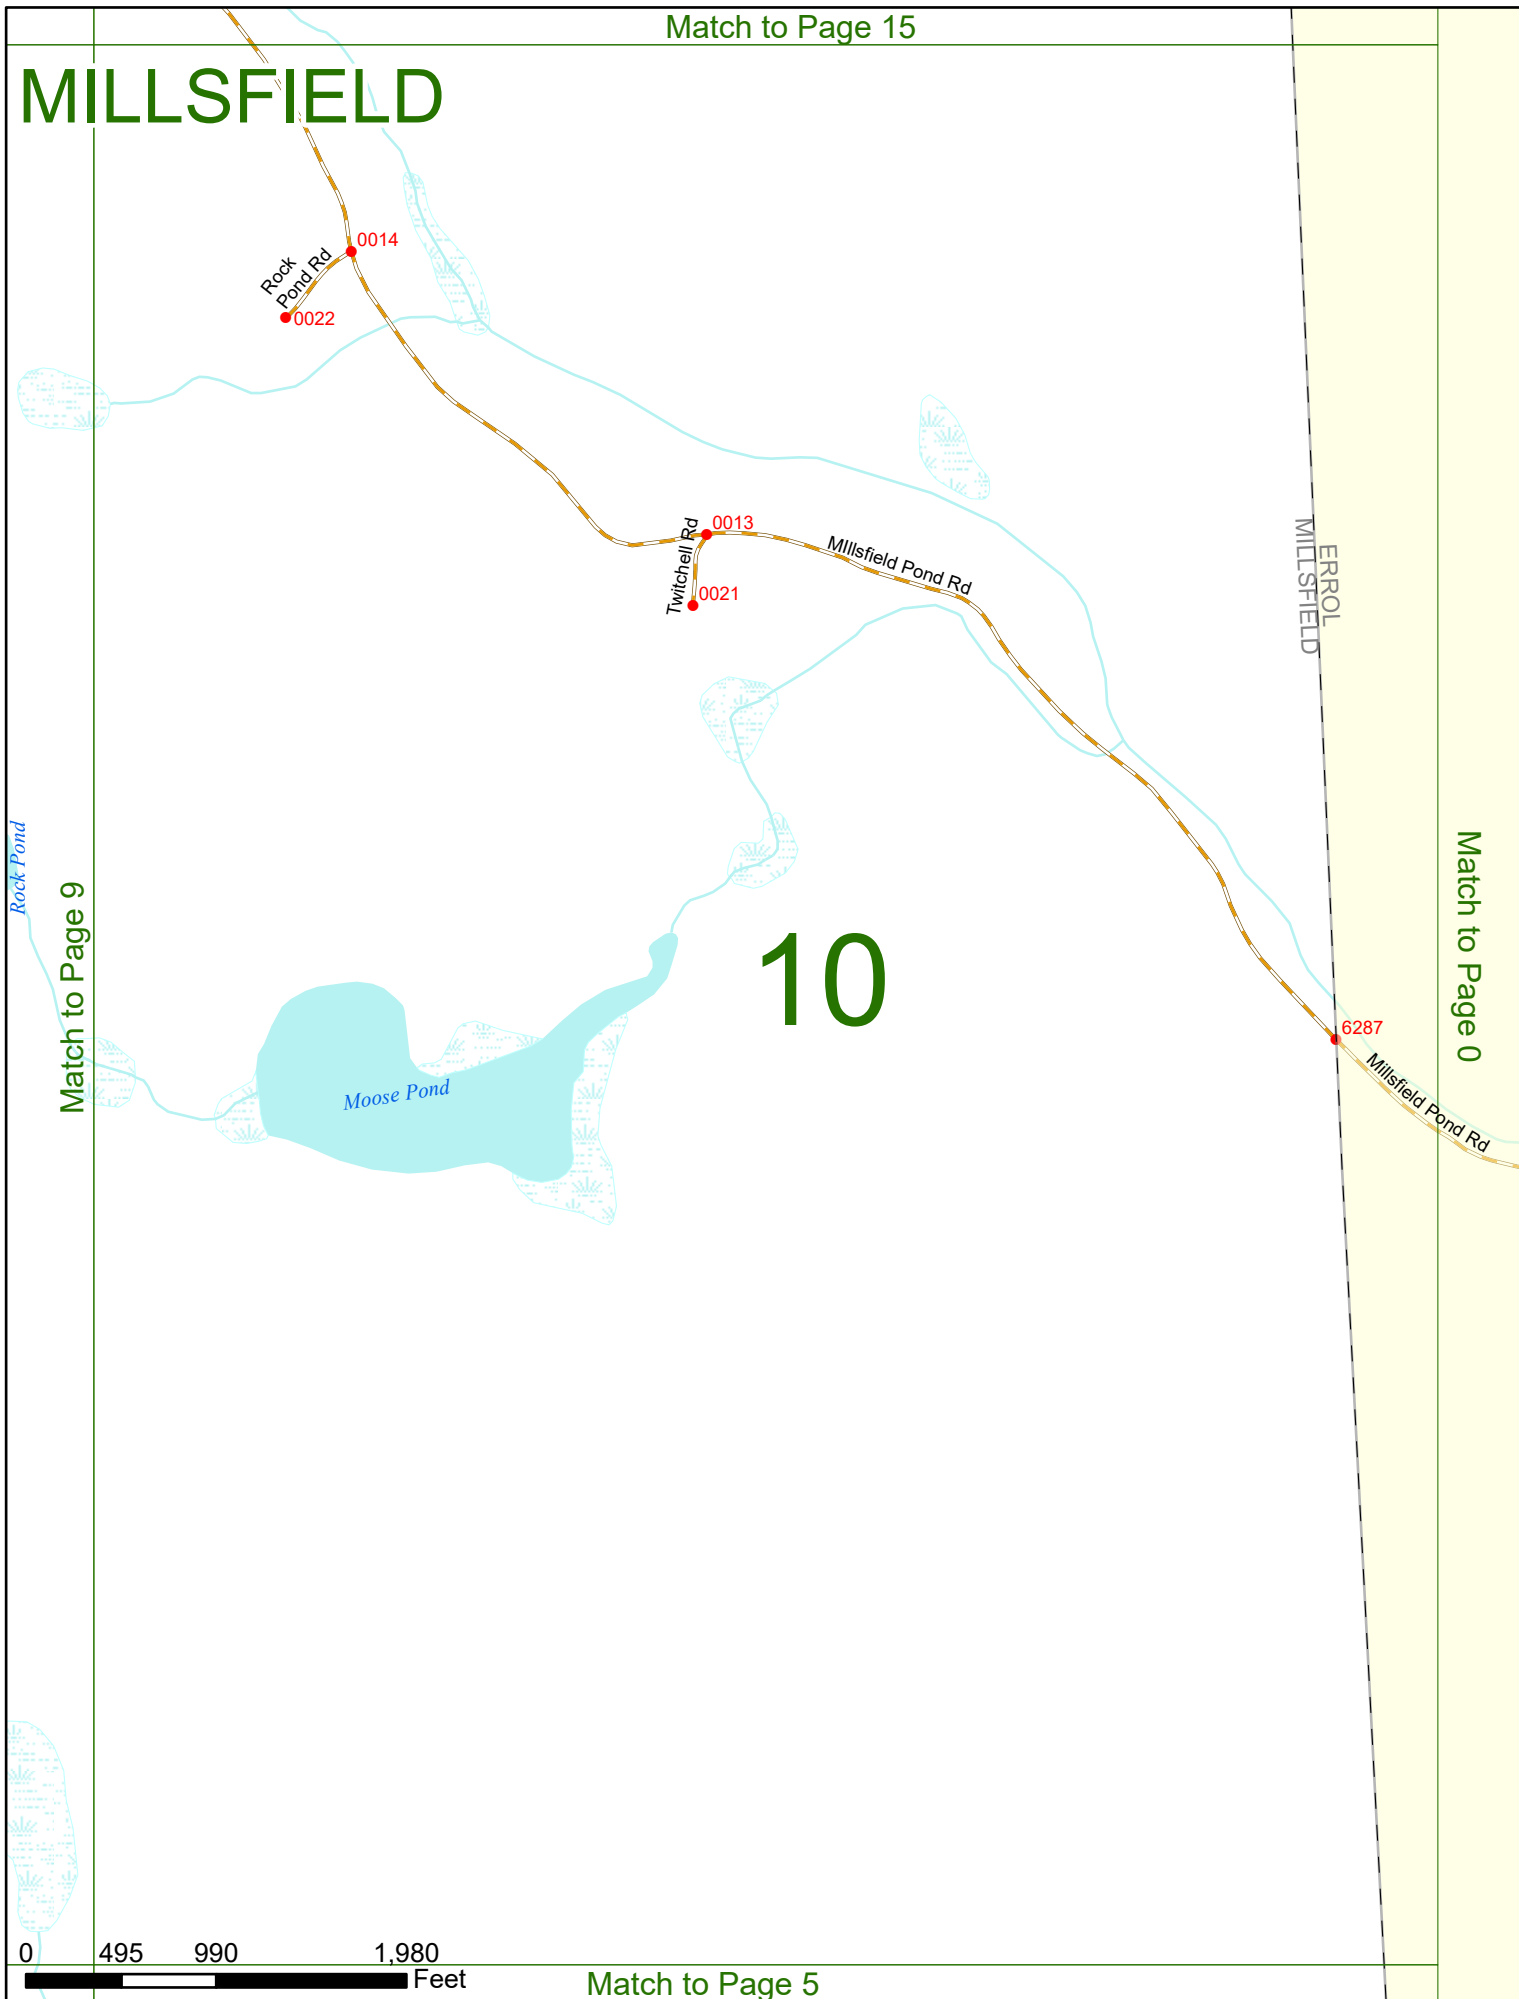 Match to Page 15
MILLSFIELD
0014
Rock
Pond Rd
0022
0013
Twitchell Rd
MIllsfield Pond Rd
0021
ERROL
MILLSFIELD
Rock Pond
Match to Page 9
Match to Page 0
10
6287
Millsfield Pond Rd
Moose Pond
0 495 990 1,980
Feet
Match to Page 5